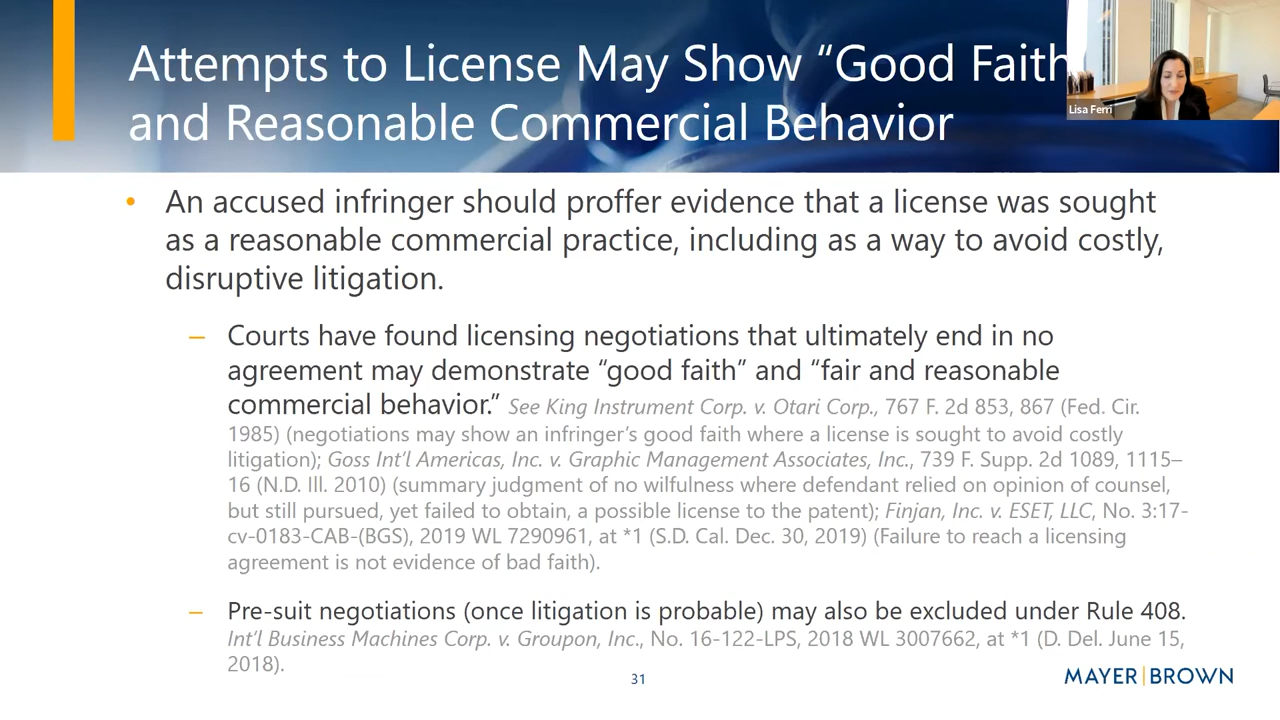 Attempts to License May Show “Good Faith
and Reasonable Commercial Behavior
Lisa Ferri
• An accused infringer should proffer evidence that a license was sought
as a reasonable commercial practice, including as a way to avoid costly,
disruptive litigation.
– Courts have found licensing negotiations that ultimately end in no
agreement may demonstrate “good faith” and “fair and reasonable
commercial behavior.” See King Instrument Corp. v. Otari Corp., 767 F. 2d 853, 867 (Fed. Cir.
1985) (negotiations may show an infringer’s good faith where a license is sought to avoid costly
litigation); Goss Int’l Americas, Inc. v. Graphic Management Associates, Inc., 739 F. Supp. 2d 1089, 1115–
16 (N.D. Ill. 2010) (summary judgment of no wilfulness where defendant relied on opinion of counsel,
but still pursued, yet failed to obtain, a possible license to the patent); Finjan, Inc. v. ESET, LLC, No. 3:17-
cv-0183-CAB-(BGS), 2019 WL 7290961, at *1 (S.D. Cal. Dec. 30, 2019) (Failure to reach a licensing
agreement is not evidence of bad faith).
– Pre-suit negotiations (once litigation is probable) may also be excluded under Rule 408.
Int’l Business Machines Corp. v. Groupon, Inc., No. 16-122-LPS, 2018 WL 3007662, at *1 (D. Del. June 15,
2018).
31
MAYER|BROWN